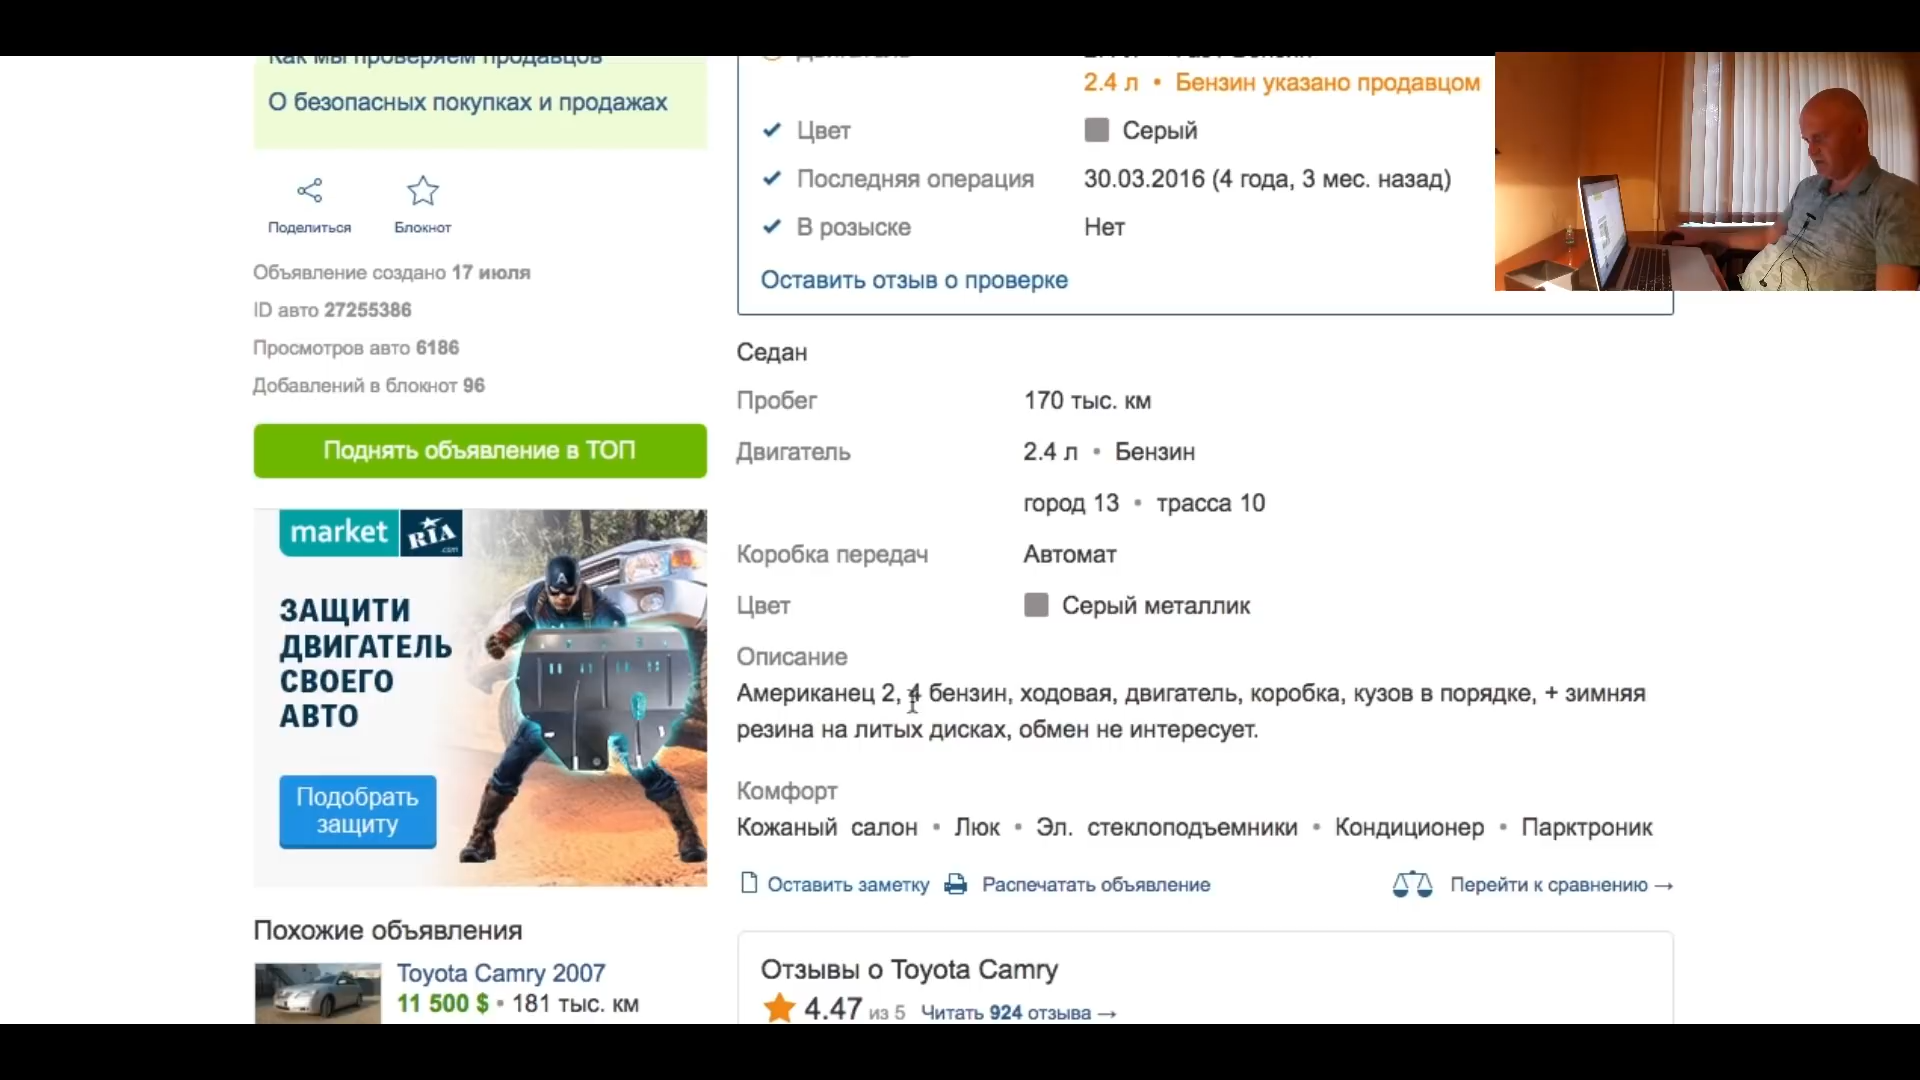 Как мы проверяем продавцов
О безопасных покупках и продажах
Поделиться
Блокнот
Объявление создано 17 июля
ID авто 27255386
Просмотров авто 6186
Добавлений в блокнот 96
Поднять объявление в ТОП
market RIA .com
ЗАЩИТИ
ДВИГАТЕЛЬ
СВОЕГО
АВТО
Подобрать
защиту
Похожие объявления
Toyota Camry 2007
11 500 $ • 181 тыс. км
Двигатель
2.4 л • Бензин указано продавцом
Цвет Серый
Последняя операция 30.03.2016 (4 года, 3 мес. назад)
В розыске Нет
Оставить отзыв о проверке
Седан
Пробег 170 тыс. км
Двигатель 2.4 л • Бензин
город 13 • трасса 10
Коробка передач Автомат
Цвет Серый металлик
Описание
Американец 2, 4 бензин, ходовая, двигатель, коробка, кузов в порядке, + зимняя
резина на литых дисках, обмен не интересует.
Комфорт
Кожаный салон • Люк • Эл. стеклоподъемники • Кондиционер • Парктроник
Оставить заметку Распечатать объявление Перейти к сравнению →
Отзывы о Toyota Camry
4.47 из 5 Читать 924 отзыва →